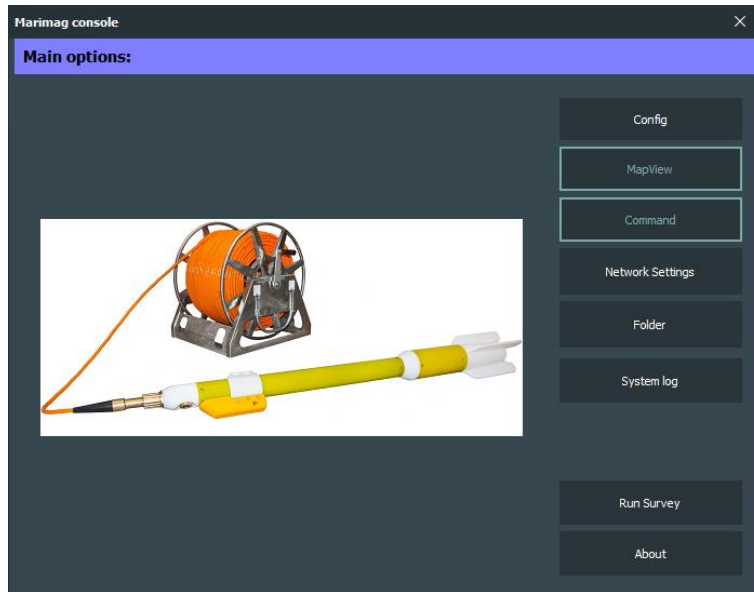 Marimag console
Main options:
Config
MapView
Command
Network Settings
Folder
System log
Run Survey
About